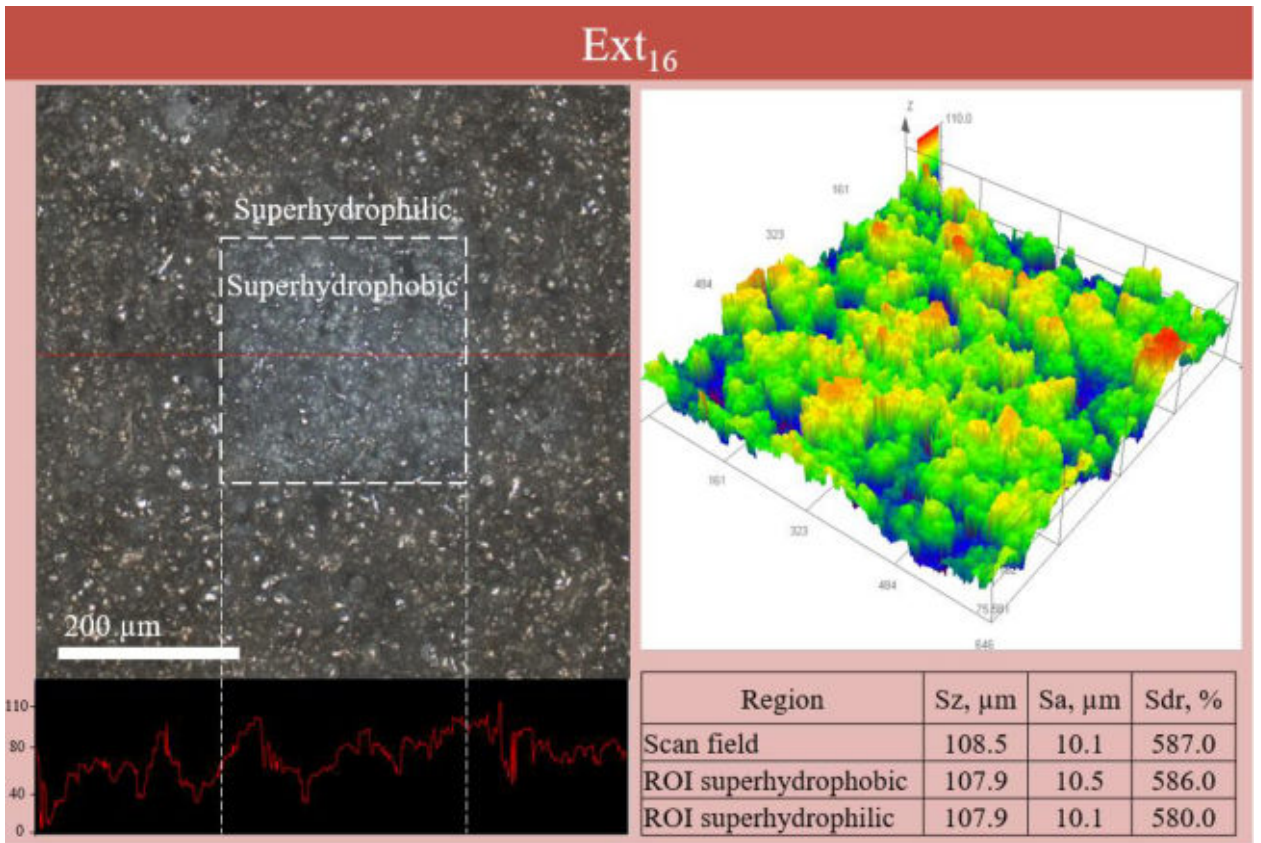 Ext16
Superhydrophilic
Superhydrophobic
200 µm
110
80
40
0
Z
110.0
161
323
484
161
323
484
646
Region Sz, µm Sa, µm Sdr, %
Scan field 108.5 10.1 587.0
ROI superhydrophobic 107.9 10.5 586.0
ROI superhydrophilic 107.9 10.1 580.0